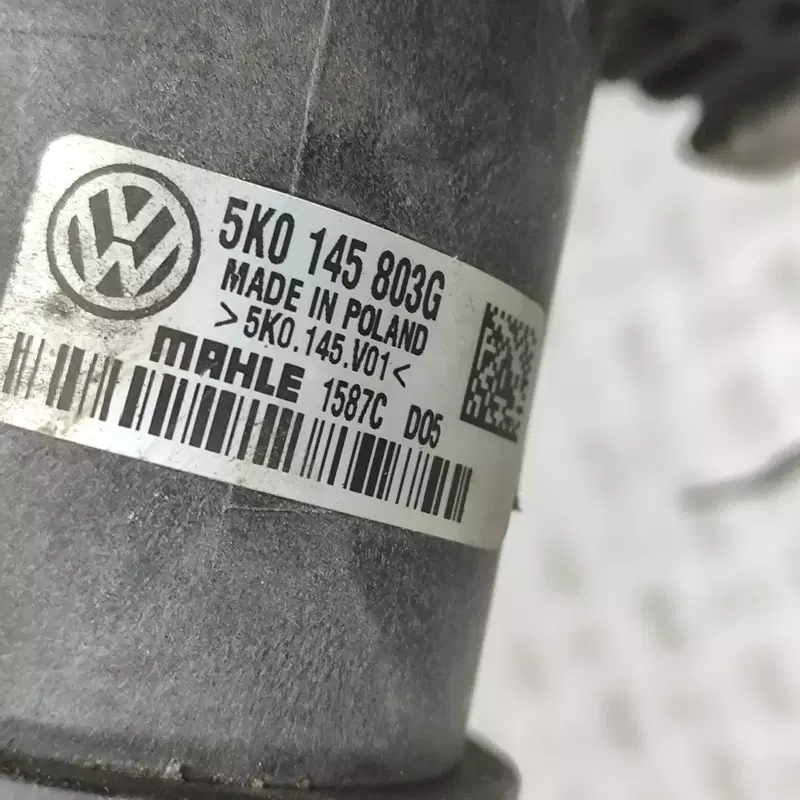 5K0 145 803G
MADE IN POLAND
>5K0.145.V01<
MAHLE 1587C D05